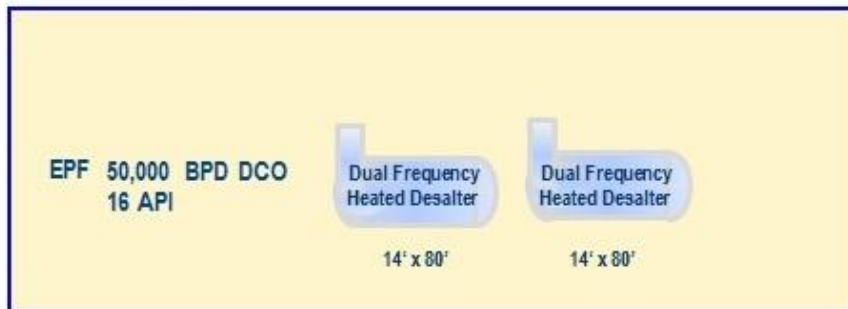 EPF 50,000 BPD DCO
16 API
Dual Frequency
Heated Desalter
14' x 80'
Dual Frequency
Heated Desalter
14' x 80'